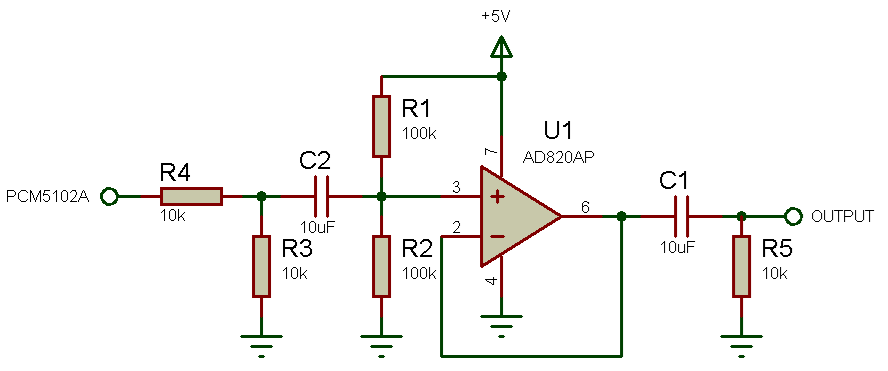 +5V
R1
100k
U1
AD820AP
7
R4
10k
PCM5102A
C2
10uF
3
2
6
4
C1
10uF
OUTPUT
R3
10k
R2
100k
R5
10k